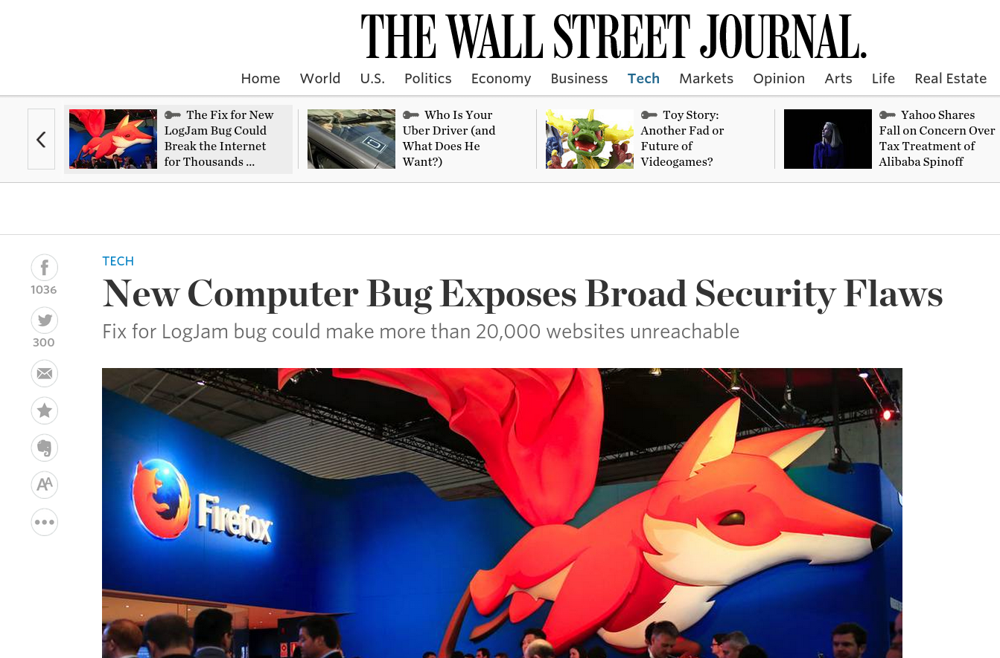 THE WALL STREET JOURNAL.
Home World U.S. Politics Economy Business Tech Markets Opinion Arts Life Real Estate
The Fix for New
LogJam Bug Could
Break the Internet
for Thousands ...
Who Is Your
Uber Driver (and
What Does He
Want?)
Toy Story:
Another Fad or
Future of
Videogames?
Yahoo Shares
Fall on Concern Over
Tax Treatment of
Alibaba Spinoff
TECH
New Computer Bug Exposes Broad Security Flaws
Fix for LogJam bug could make more than 20,000 websites unreachable
1036
300
AA
Firefox